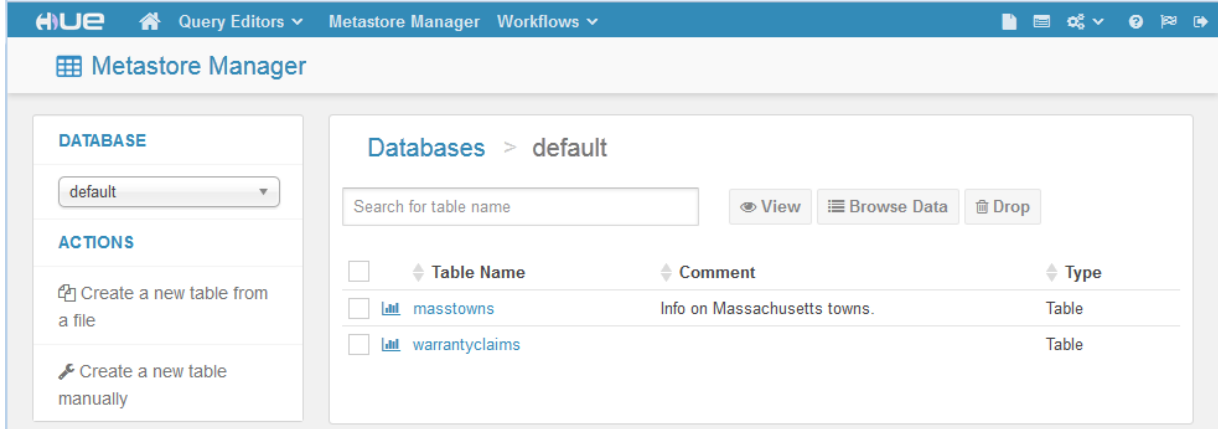 HUE Query Editors Metastore Manager Workflows
Metastore Manager
DATABASE
default
ACTIONS
Create a new table from
a file
Create a new table
manually
Databases > default
Search for table name View Browse Data Drop
Table Name Comment Type
masstowns Info on Massachusetts towns. Table
warrantyclaims Table